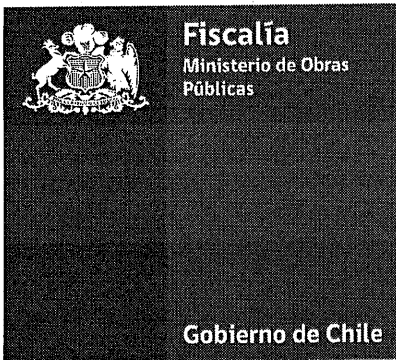 Fiscalía
Ministerio de Obras
Públicas
Gobierno de Chile